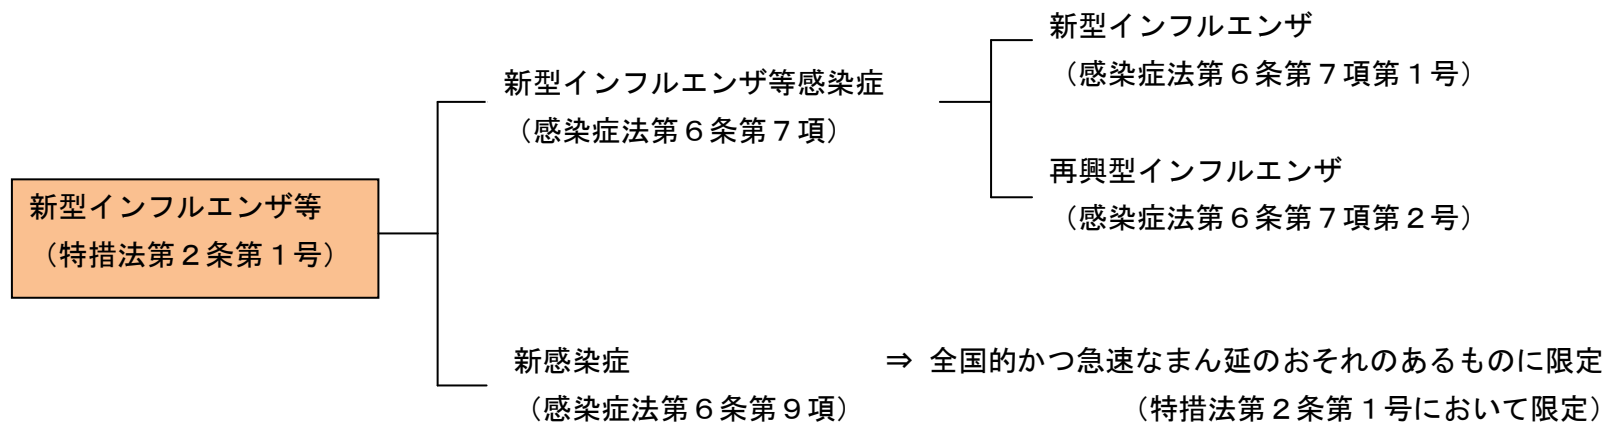 新型インフルエンザ等
（特措法第２条第１号）
新型インフルエンザ等感染症
（感染症法第６条第７項）
新型インフルエンザ
（感染症法第６条第７項第１号）
再興型インフルエンザ
（感染症法第６条第７項第２号）
新感染症
（感染症法第６条第９項）
⇒ 全国的かつ急速なまん延のおそれのあるものに限定
（特措法第２条第１号において限定）